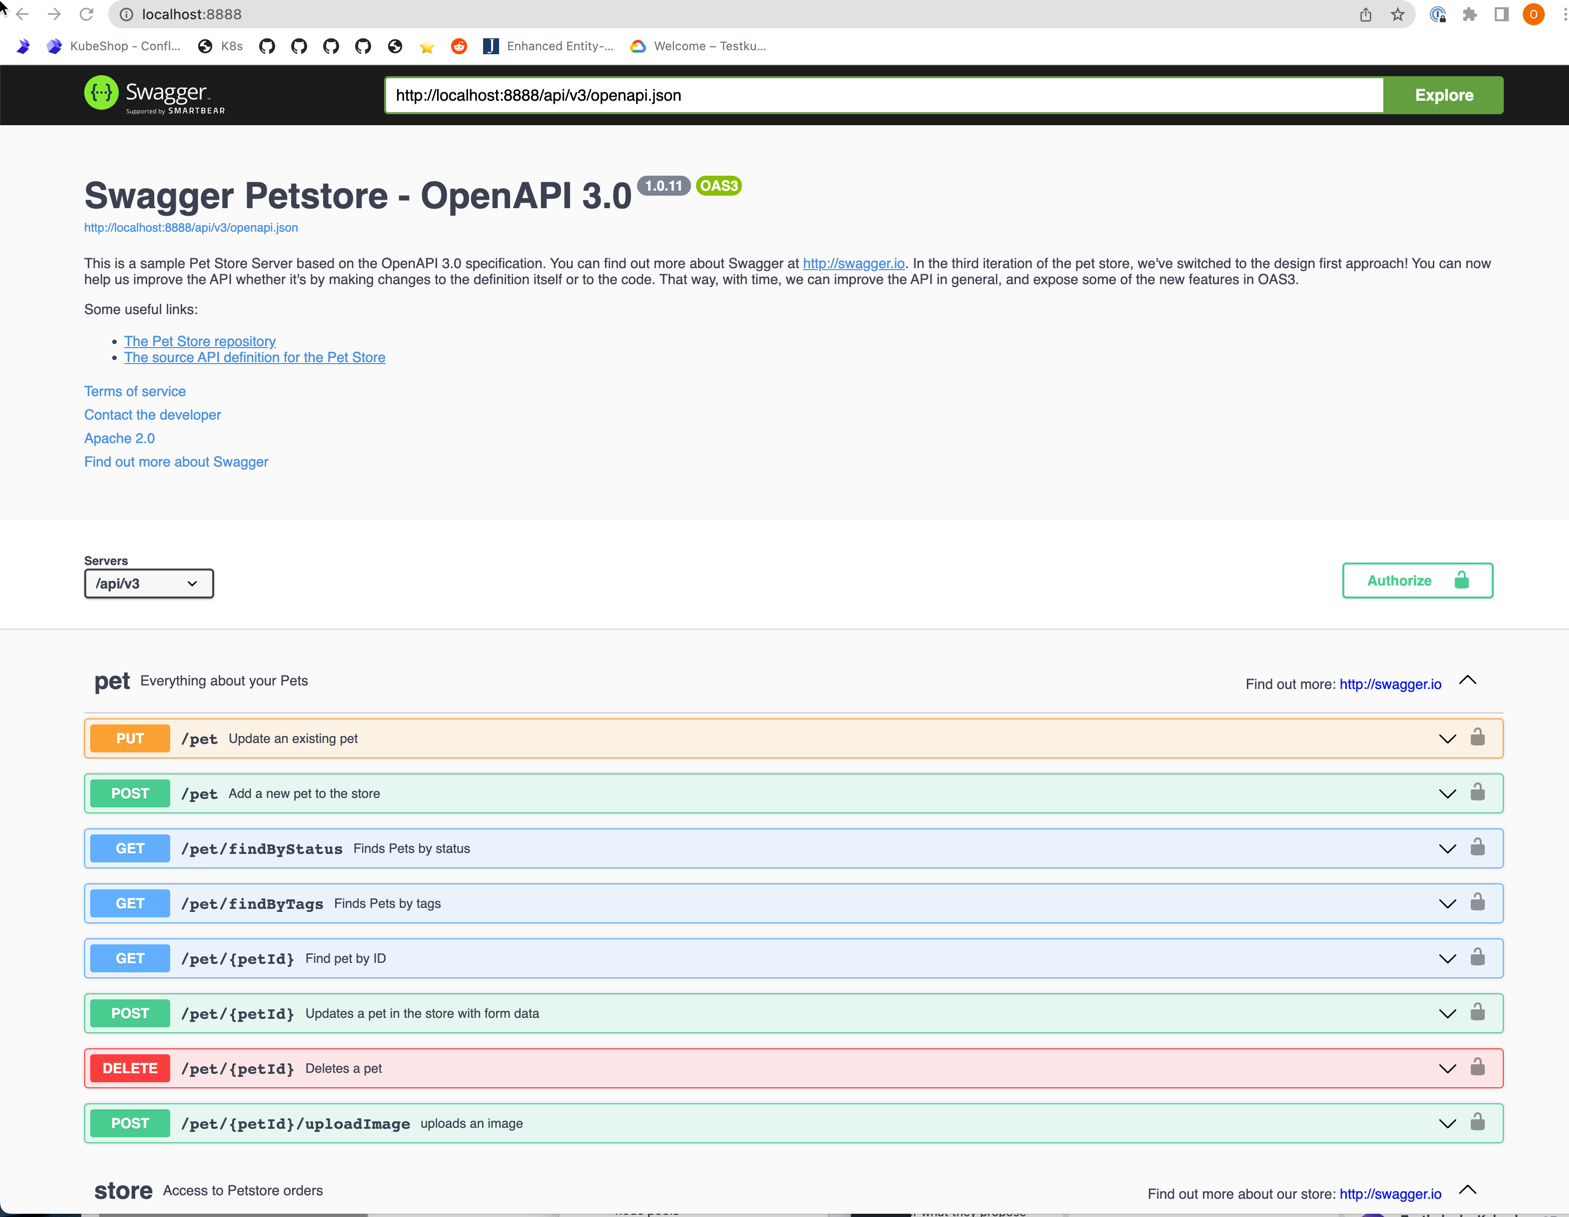 localhost:8888
O
KubeShop - Confl...
K8s
Enhanced Entity-...
Welcome – Testku...
Swagger
Supported by SMARTBEAR
http://localhost:8888/api/v3/openapi.json
Explore
Swagger Petstore - OpenAPI 3.0 1.0.11 OAS3
http://localhost:8888/api/v3/openapi.json
This is a sample Pet Store Server based on the OpenAPI 3.0 specification. You can find out more about Swagger at http://swagger.io. In the third iteration of the pet store, we've switched to the design first approach! You can now
help us improve the API whether it's by making changes to the definition itself or to the code. That way, with time, we can improve the API in general, and expose some of the new features in OAS3.
Some useful links:
• The Pet Store repository
• The source API definition for the Pet Store
Terms of service
Contact the developer
Apache 2.0
Find out more about Swagger
Servers
/api/v3
Authorize
pet Everything about your Pets
Find out more: http://swagger.io
PUT /pet Update an existing pet
POST /pet Add a new pet to the store
GET /pet/findByStatus Finds Pets by status
GET /pet/findByTags Finds Pets by tags
GET /pet/{petId} Find pet by ID
POST /pet/{petId} Updates a pet in the store with form data
DELETE /pet/{petId} Deletes a pet
POST /pet/{petId}/uploadImage uploads an image
store Access to Petstore orders
Find out more about our store: http://swagger.io